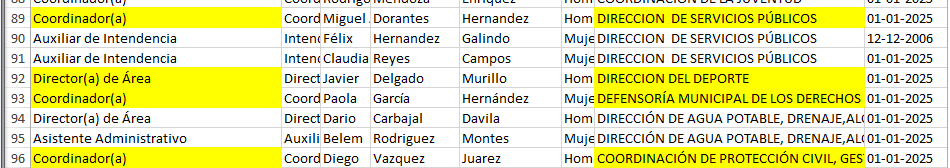 89 Coordinador(a) Coord Miguel Dorantes Hernandez Hom DIRECCION DE SERVICIOS PÚBLICOS 01-01-2025
90 Auxiliar de Intendencia Intend Félix Hernandez Galindo Muje DIRECCION DE SERVICIOS PÚBLICOS 12-12-2006
91 Auxiliar de Intendencia Intend Claudia Reyes Campos Muje DIRECCION DE SERVICIOS PÚBLICOS 01-01-2025
92 Director(a) de Área Direct Javier Delgado Murillo Hom DIRECCION DEL DEPORTE 01-01-2025
93 Coordinador(a) Coord Paola García Hernández Muje DEFENSORÍA MUNICIPAL DE LOS DERECHOS 01-01-2025
94 Director(a) de Área Direct Dario Carbajal Davila Hom DIRECCIÓN DE AGUA POTABLE, DRENAJE,ALC 01-01-2025
95 Asistente Administrativo Auxili Belem Rodriguez Montes Muje DIRECCIÓN DE AGUA POTABLE, DRENAJE,ALC 01-01-2025
96 Coordinador(a) Coord Diego Vazquez Juarez Hom COORDINACIÓN DE PROTECCIÓN CIVIL, GES 01-01-2025